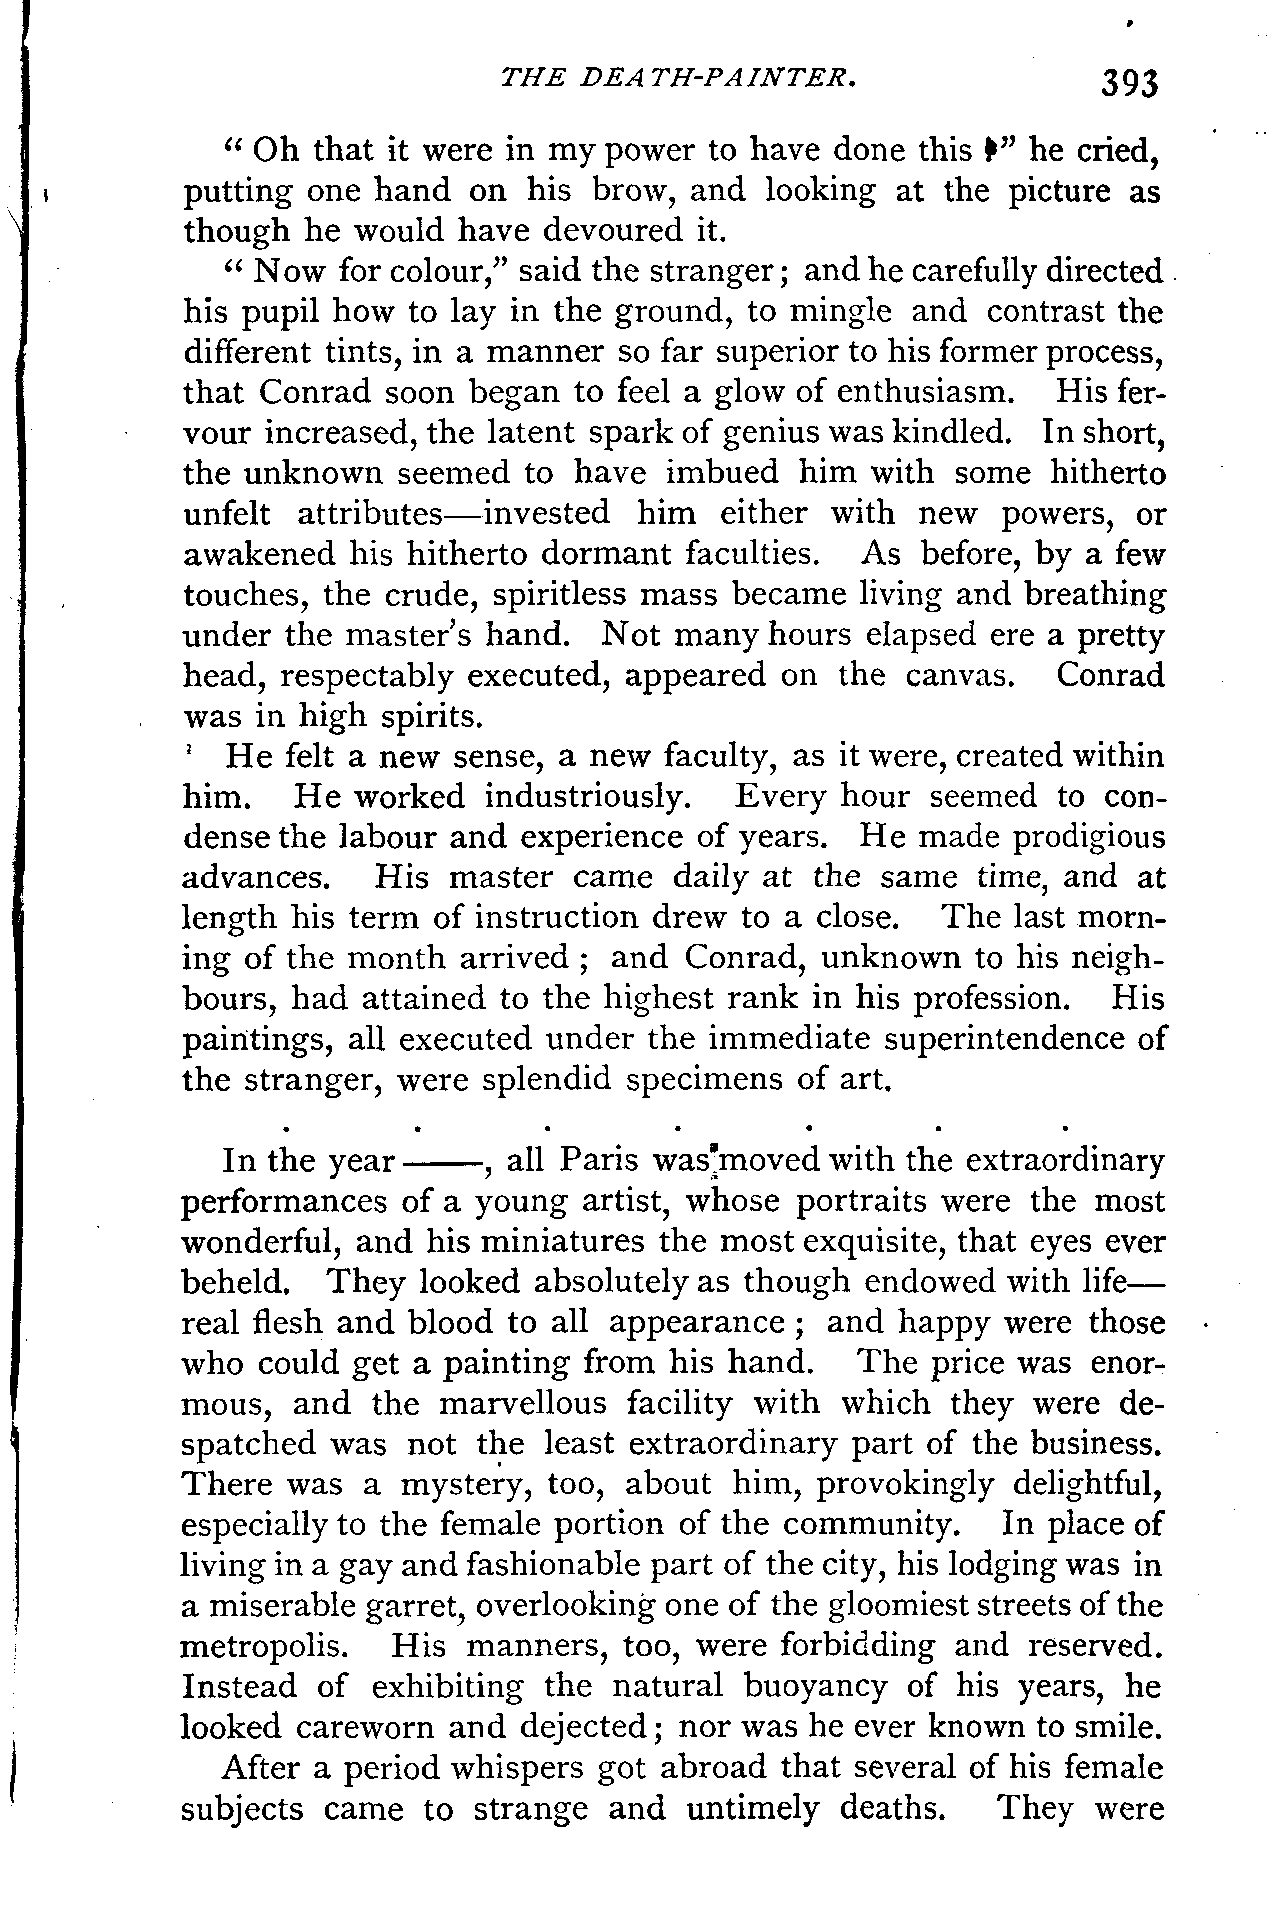 THE DEATH-PAINTER. 393
“ Oh that it were in my power to have done this !” he cried,
putting one hand on his brow, and looking at the picture as
though he would have devoured it.
“ Now for colour,” said the stranger; and he carefully directed
his pupil how to lay in the ground, to mingle and contrast the
different tints, in a manner so far superior to his former process,
that Conrad soon began to feel a glow of enthusiasm. His fer-
vour increased, the latent spark of genius was kindled. In short,
the unknown seemed to have imbued him with some hitherto
unfelt attributes—invested him either with new powers, or
awakened his hitherto dormant faculties. As before, by a few
touches, the crude, spiritless mass became living and breathing
under the master’s hand. Not many hours elapsed ere a pretty
head, respectably executed, appeared on the canvas. Conrad
was in high spirits.
He felt a new sense, a new faculty, as it were, created within
him. He worked industriously. Every hour seemed to con-
dense the labour and experience of years. He made prodigious
advances. His master came daily at the same time, and at
length his term of instruction drew to a close. The last morn-
ing of the month arrived ; and Conrad, unknown to his neigh-
bours, had attained to the highest rank in his profession. His
paintings, all executed under the immediate superintendence of
the stranger, were splendid specimens of art.
. . . . . . .
In the year ——, all Paris was moved with the extraordinary
performances of a young artist, whose portraits were the most
wonderful, and his miniatures the most exquisite, that eyes ever
beheld. They looked absolutely as though endowed with life—
real flesh and blood to all appearance ; and happy were those
who could get a painting from his hand. The price was enor-
mous, and the marvellous facility with which they were de-
spatched was not the least extraordinary part of the business.
There was a mystery, too, about him, provokingly delightful,
especially to the female portion of the community. In place of
living in a gay and fashionable part of the city, his lodging was in
a miserable garret, overlooking one of the gloomiest streets of the
metropolis. His manners, too, were forbidding and reserved.
Instead of exhibiting the natural buoyancy of his years, he
looked careworn and dejected; nor was he ever known to smile.
After a period whispers got abroad that several of his female
subjects came to strange and untimely deaths. They were